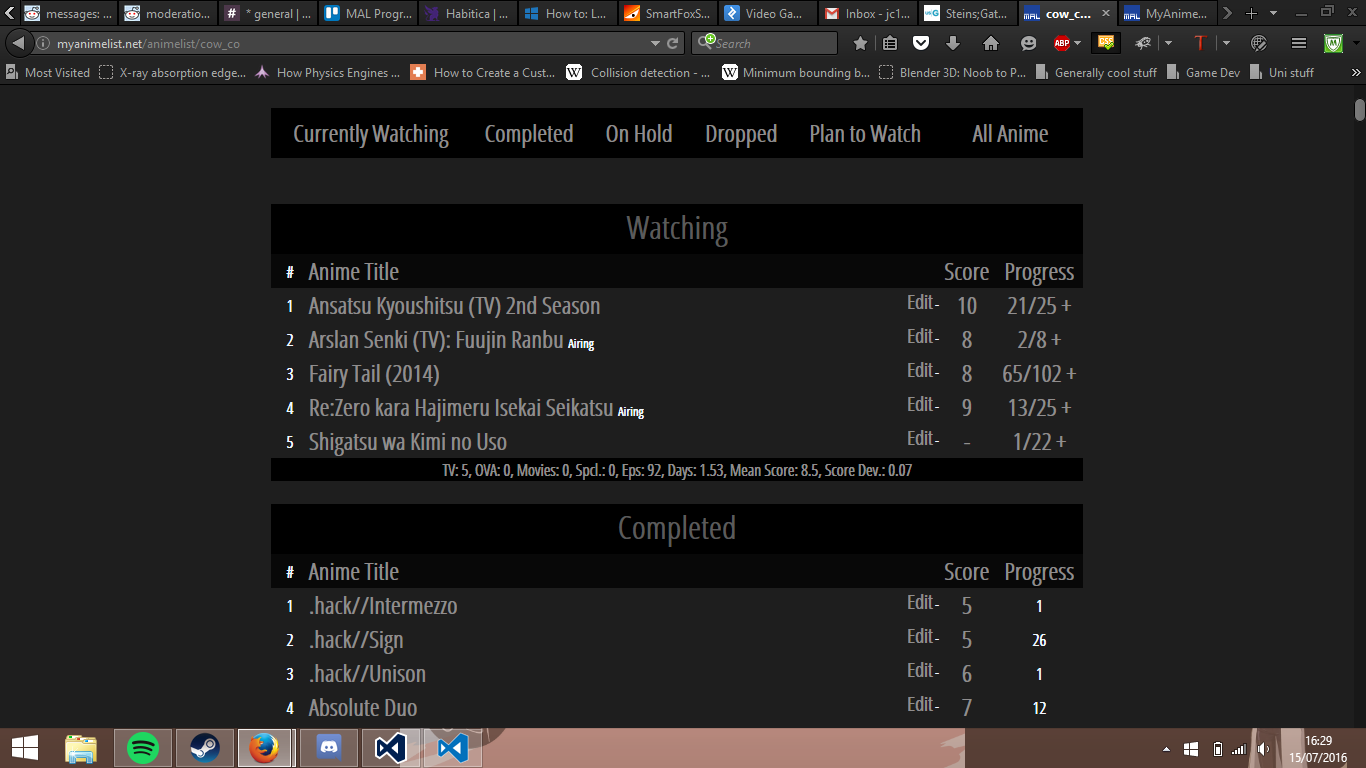 messages: ... moderatio... * general | ... MAL Progr... Habitica | ... How to: L... SmartFoxS... Video Ga... Inbox - jc1... Steins;Gat... cow_c... MyAnime...
myanimelist.net/animelist/cow_co Search
Most Visited X-ray absorption edge... How Physics Engines ... How to Create a Cust... Collision detection - ... Minimum bounding b... Blender 3D: Noob to P... Generally cool stuff Game Dev Uni stuff
Currently Watching Completed On Hold Dropped Plan to Watch All Anime
Watching
# Anime Title Score Progress
1 Ansatsu Kyoushitsu (TV) 2nd Season Edit - 10 21/25 +
2 Arslan Senki (TV): Fuujin Ranbu Airing Edit - 8 2/8 +
3 Fairy Tail (2014) Edit - 8 65/102 +
4 Re:Zero kara Hajimeru Isekai Seikatsu Airing Edit - 9 13/25 +
5 Shigatsu wa Kimi no Uso Edit - - 1/22 +
TV: 5, OVA: 0, Movies: 0, Spcl.: 0, Eps: 92, Days: 1.53, Mean Score: 8.5, Score Dev.: 0.07
Completed
# Anime Title Score Progress
1 .hack//Intermezzo Edit - 5 1
2 .hack//Sign Edit - 5 26
3 .hack//Unison Edit - 6 1
4 Absolute Duo Edit - 7 12
16:29
15/07/2016